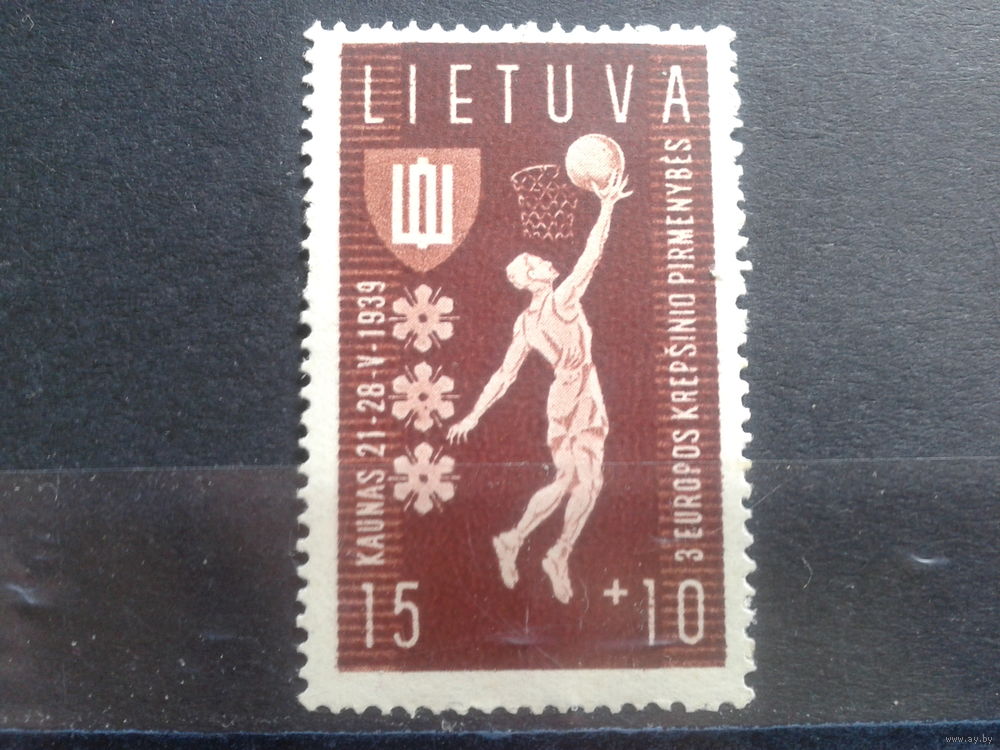 LIETUVA
KAUNAS 21-28-V-1939
3 EUROPOS KREPŠINIO PIRMENYBĖS
15 +10
www.ay.by